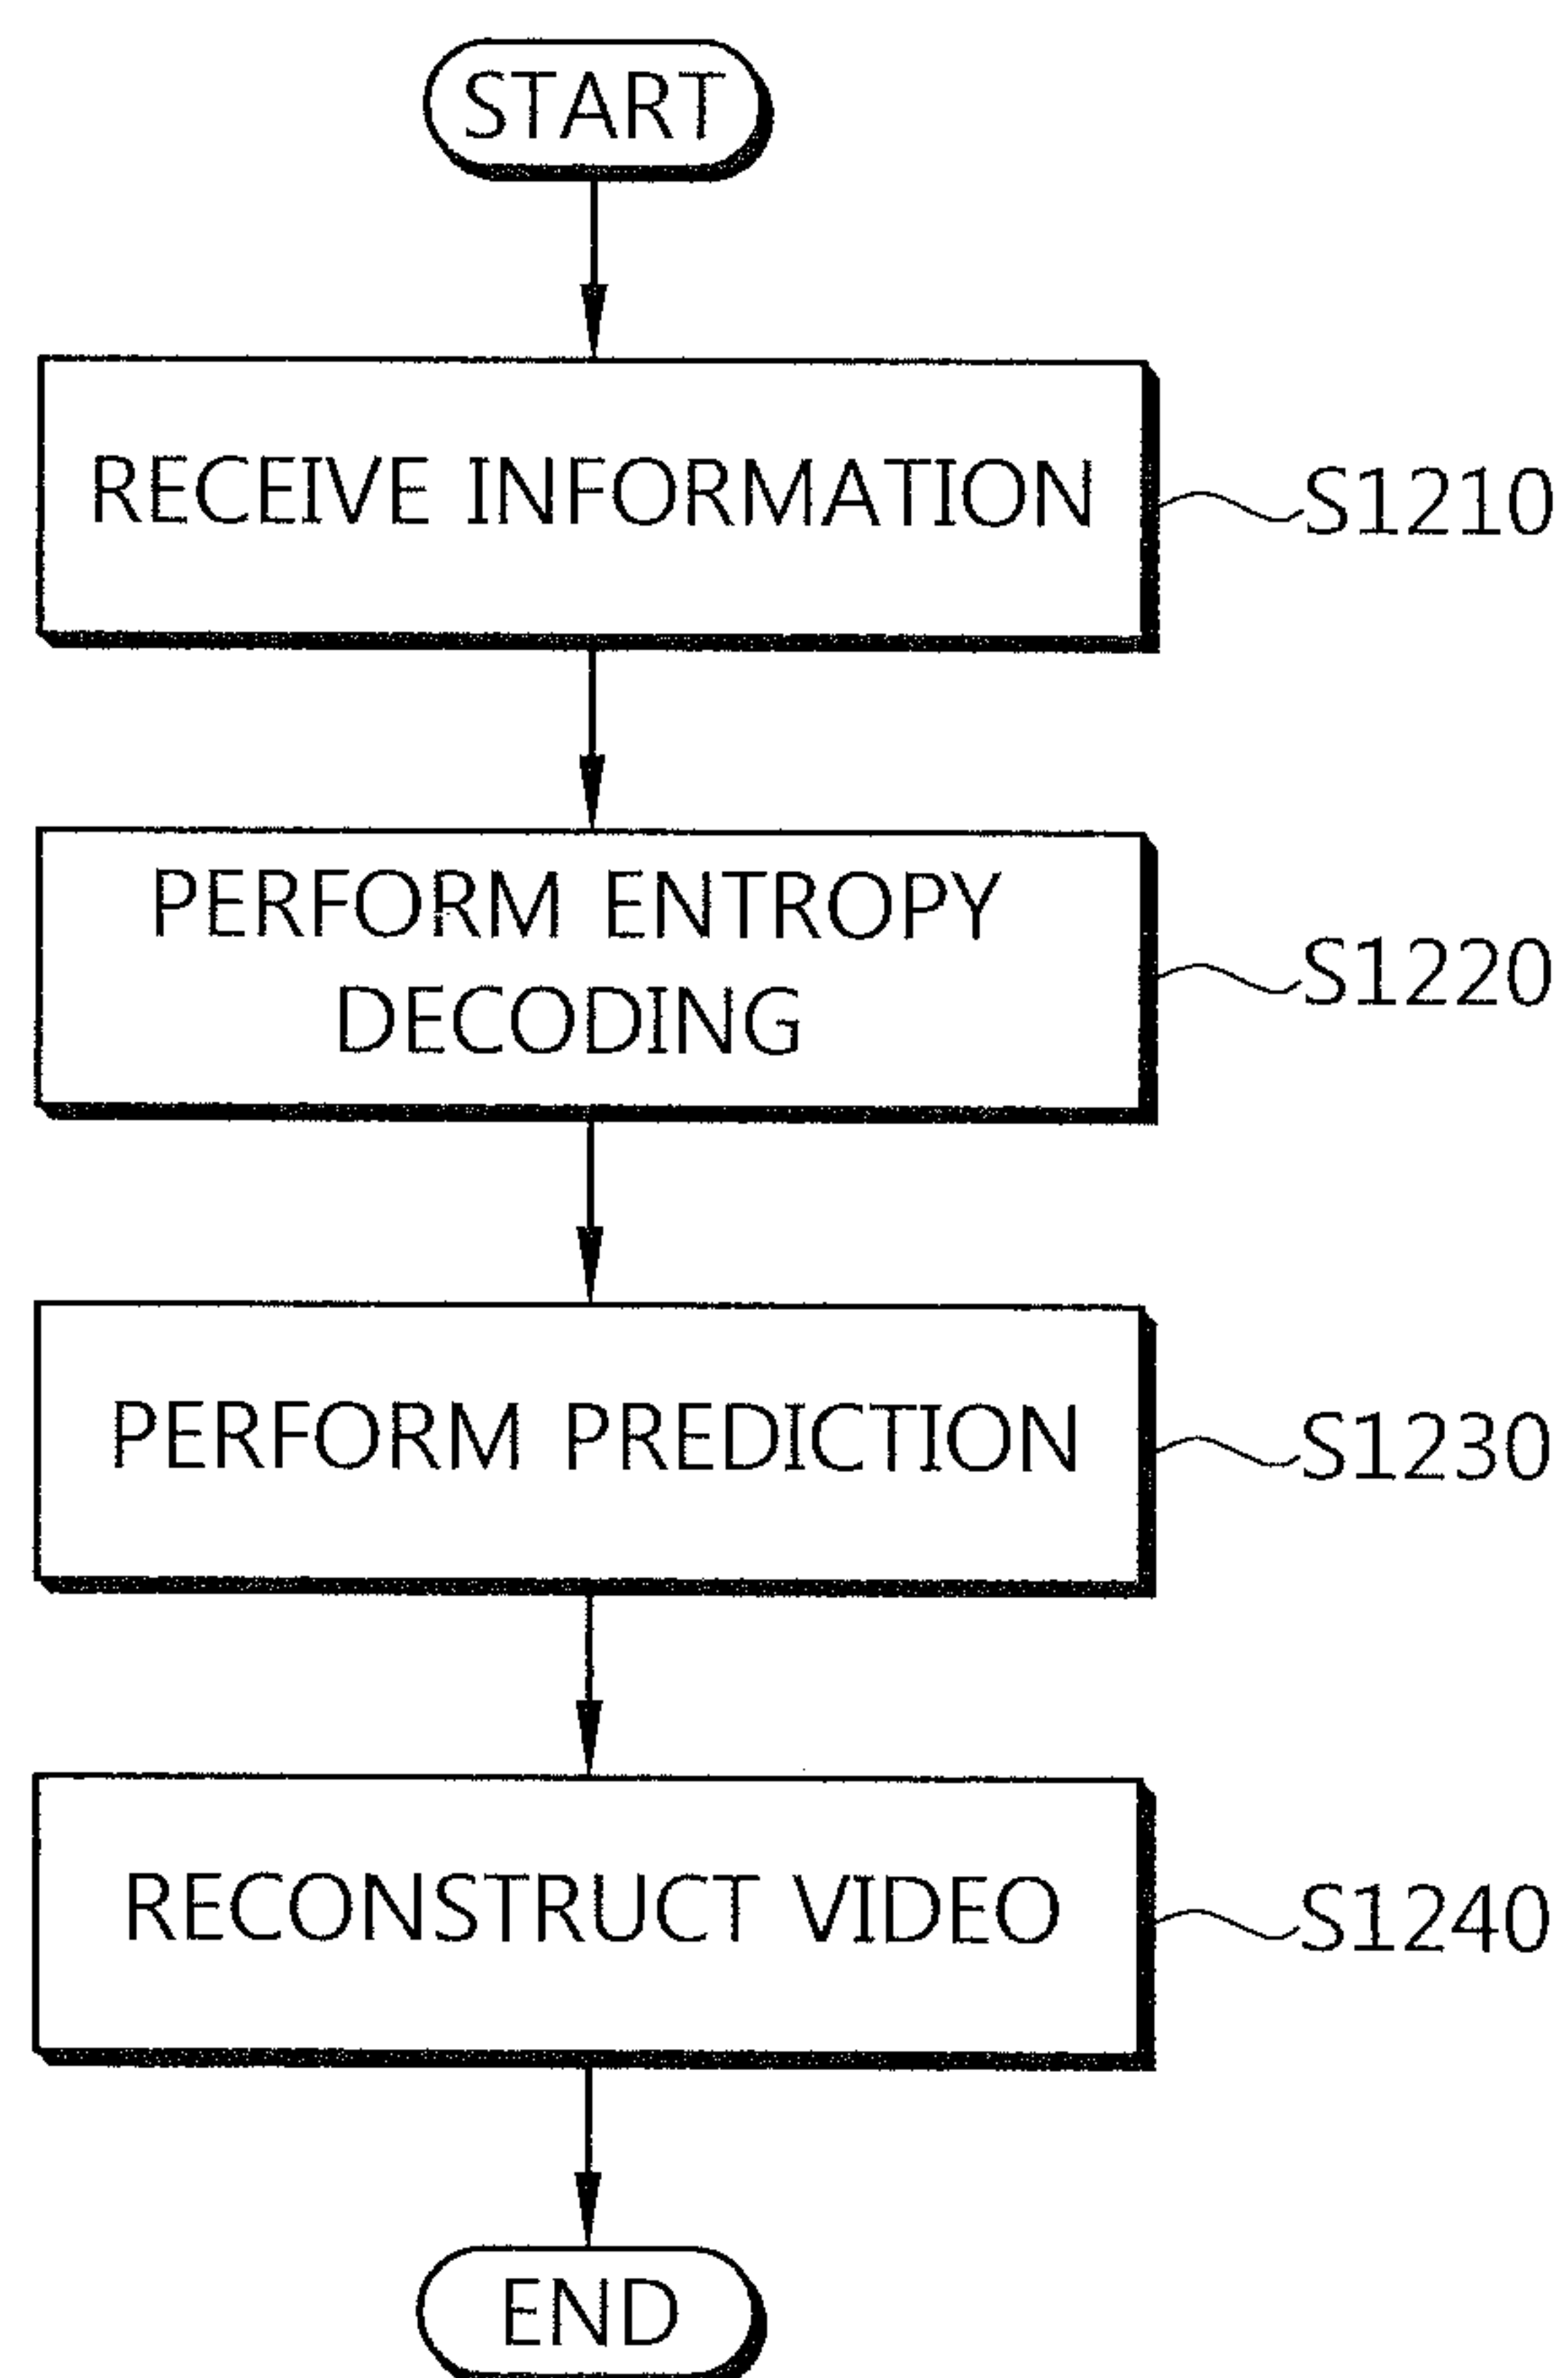 START
RECEIVE INFORMATION
S1210
PERFORM ENTROPY
DECODING
S1220
PERFORM PREDICTION
S1230
RECONSTRUCT VIDEO
S1240
END